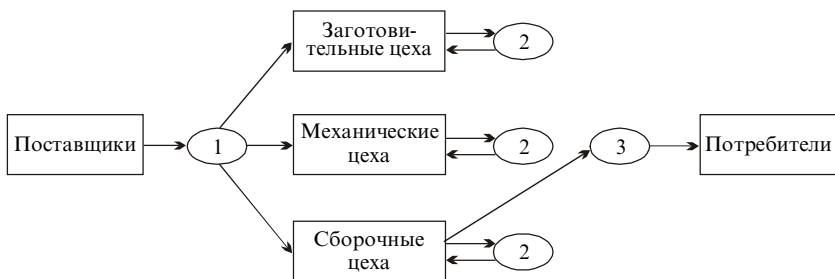 Заготови-
тельные цеха
2
Поставщики
1
Механические
цеха
2
3
Потребители
Сборочные
цеха
2